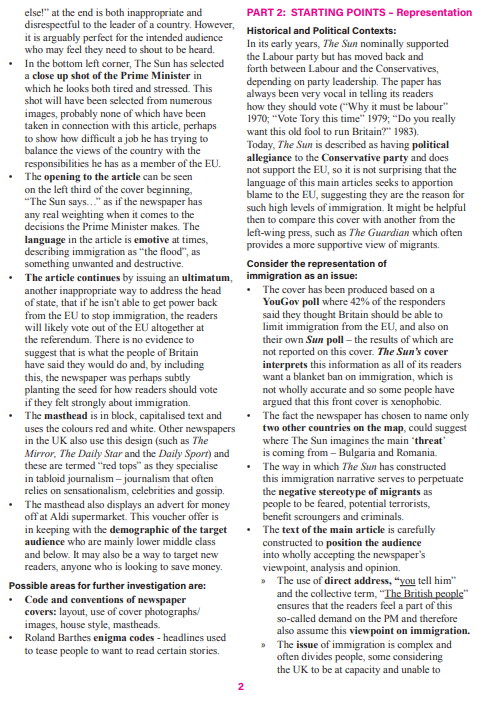 else!” at the end is both inappropriate and
disrespectful to the leader of a country. However,
it is arguably perfect for the intended audience
who may feel they need to shout to be heard.
• In the bottom left corner, The Sun has selected
a close up shot of the Prime Minister in
which he looks both tired and stressed. This
shot will have been selected from numerous
images, probably none of which have been
taken in connection with this article, perhaps
to show how difficult a job he has trying to
balance the views of the country with the
responsibilities he has as a member of the EU.
• The opening to the article can be seen
on the left third of the cover beginning,
“The Sun says…” as if the newspaper has
any real weighting when it comes to the
decisions the Prime Minister makes. The
language in the article is emotive at times,
describing immigration as “the flood”, as
something unwanted and destructive.
• The article continues by issuing an ultimatum,
another inappropriate way to address the head
of state, that if he isn’t able to get power back
from the EU to stop immigration, the readers
will likely vote out of the EU altogether at
the referendum. There is no evidence to
suggest that is what the people of Britain
have said they would do and, by including
this, the newspaper was perhaps subtly
planting the seed for how readers should vote
if they felt strongly about immigration.
• The masthead is in block, capitalised text and
uses the colours red and white. Other newspapers
in the UK also use this design (such as The
Mirror, The Daily Star and the Daily Sport) and
these are termed “red tops” as they specialise
in tabloid journalism – journalism that often
relies on sensationalism, celebrities and gossip.
• The masthead also displays an advert for money
off at Aldi supermarket. This voucher offer is
in keeping with the demographic of the target
audience who are mainly lower middle class
and below. It may also be a way to target new
readers, anyone who is looking to save money.
Possible areas for further investigation are:
• Code and conventions of newspaper
covers: layout, use of cover photographs/
images, house style, mastheads.
• Roland Barthes enigma codes - headlines used
to tease people to want to read certain stories.
PART 2: STARTING POINTS - Representation
Historical and Political Contexts:
In its early years, The Sun nominally supported
the Labour party but has moved back and
forth between Labour and the Conservatives,
depending on party leadership. The paper has
always been very vocal in telling its readers
how they should vote (“Why it must be labour”
1970; “Vote Tory this time” 1979; “Do you really
want this old fool to run Britain?” 1983).
Today, The Sun is described as having political
allegiance to the Conservative party and does
not support the EU, so it is not surprising that the
language of this main articles seeks to apportion
blame to the EU, suggesting they are the reason for
such high levels of immigration. It might be helpful
then to compare this cover with another from the
left-wing press, such as The Guardian which often
provides a more supportive view of migrants.
Consider the representation of
immigration as an issue:
• The cover has been produced based on a
YouGov poll where 42% of the responders
said they thought Britain should be able to
limit immigration from the EU, and also on
their own Sun poll – the results of which are
not reported on this cover. The Sun’s cover
interprets this information as all of its readers
want a blanket ban on immigration, which is
not wholly accurate and so some people have
argued that this front cover is xenophobic.
• The fact the newspaper has chosen to name only
two other countries on the map, could suggest
where The Sun imagines the main ‘threat’
is coming from – Bulgaria and Romania.
• The way in which The Sun has constructed
this immigration narrative serves to perpetuate
the negative stereotype of migrants as
people to be feared, potential terrorists,
benefit scroungers and criminals.
• The text of the main article is carefully
constructed to position the audience
into wholly accepting the newspaper’s
viewpoint, analysis and opinion.
» The use of direct address, “you tell him”
and the collective term, “The British people”
ensures that the readers feel a part of this
so-called demand on the PM and therefore
also assume this viewpoint on immigration.
» The issue of immigration is complex and
often divides people, some considering
the UK to be at capacity and unable to
2